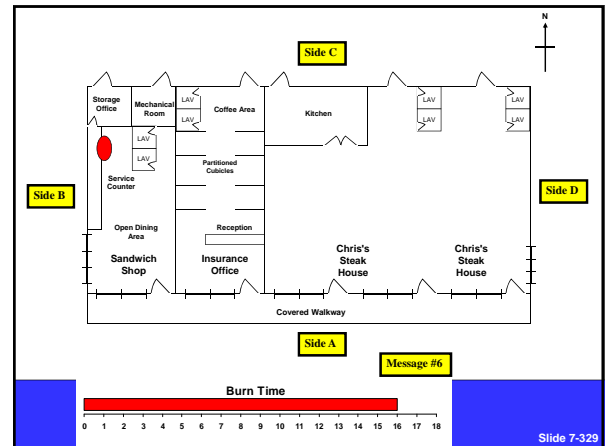 N
Side C
Storage
Office
Mechanical
Room
LAV
LAV
Coffee Area
Kitchen
LAV
LAV
LAV
LAV
LAV
LAV
Partitioned
Cubicles
Service
Counter
Side B
Side D
Open Dining
Area
Reception
Sandwich
Shop
Insurance
Office
Chris's
Steak
House
Chris's
Steak
House
Covered Walkway
Side A
Message #6
Burn Time
0 1 2 3 4 5 6 7 8 9 10 11 12 13 14 15 16 17 18
Slide 7-329